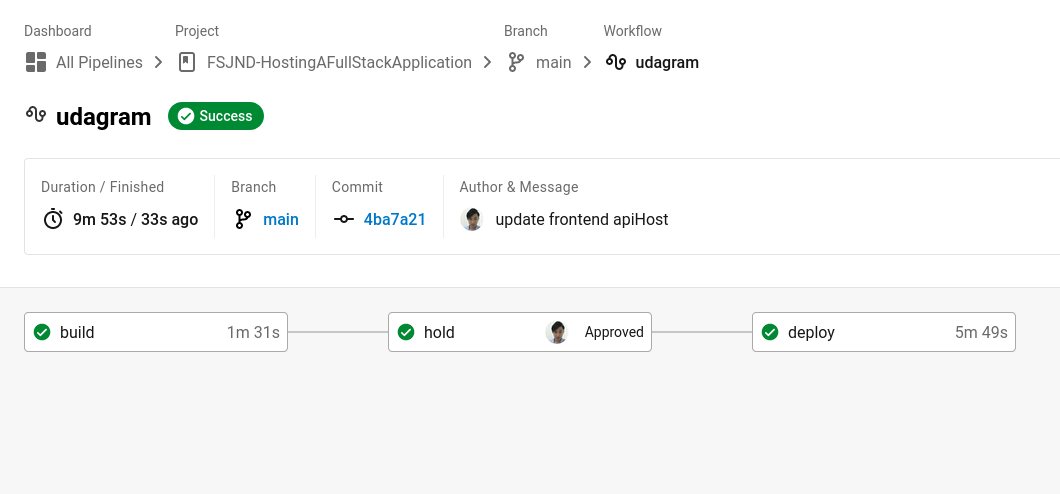 Dashboard Project Branch Workflow
All Pipelines FSJND-HostingAFullStackApplication main udagram
udagram Success
Duration / Finished Branch Commit Author & Message
9m 53s / 33s ago main 4ba7a21 update frontend apiHost
build 1m 31s hold Approved deploy 5m 49s